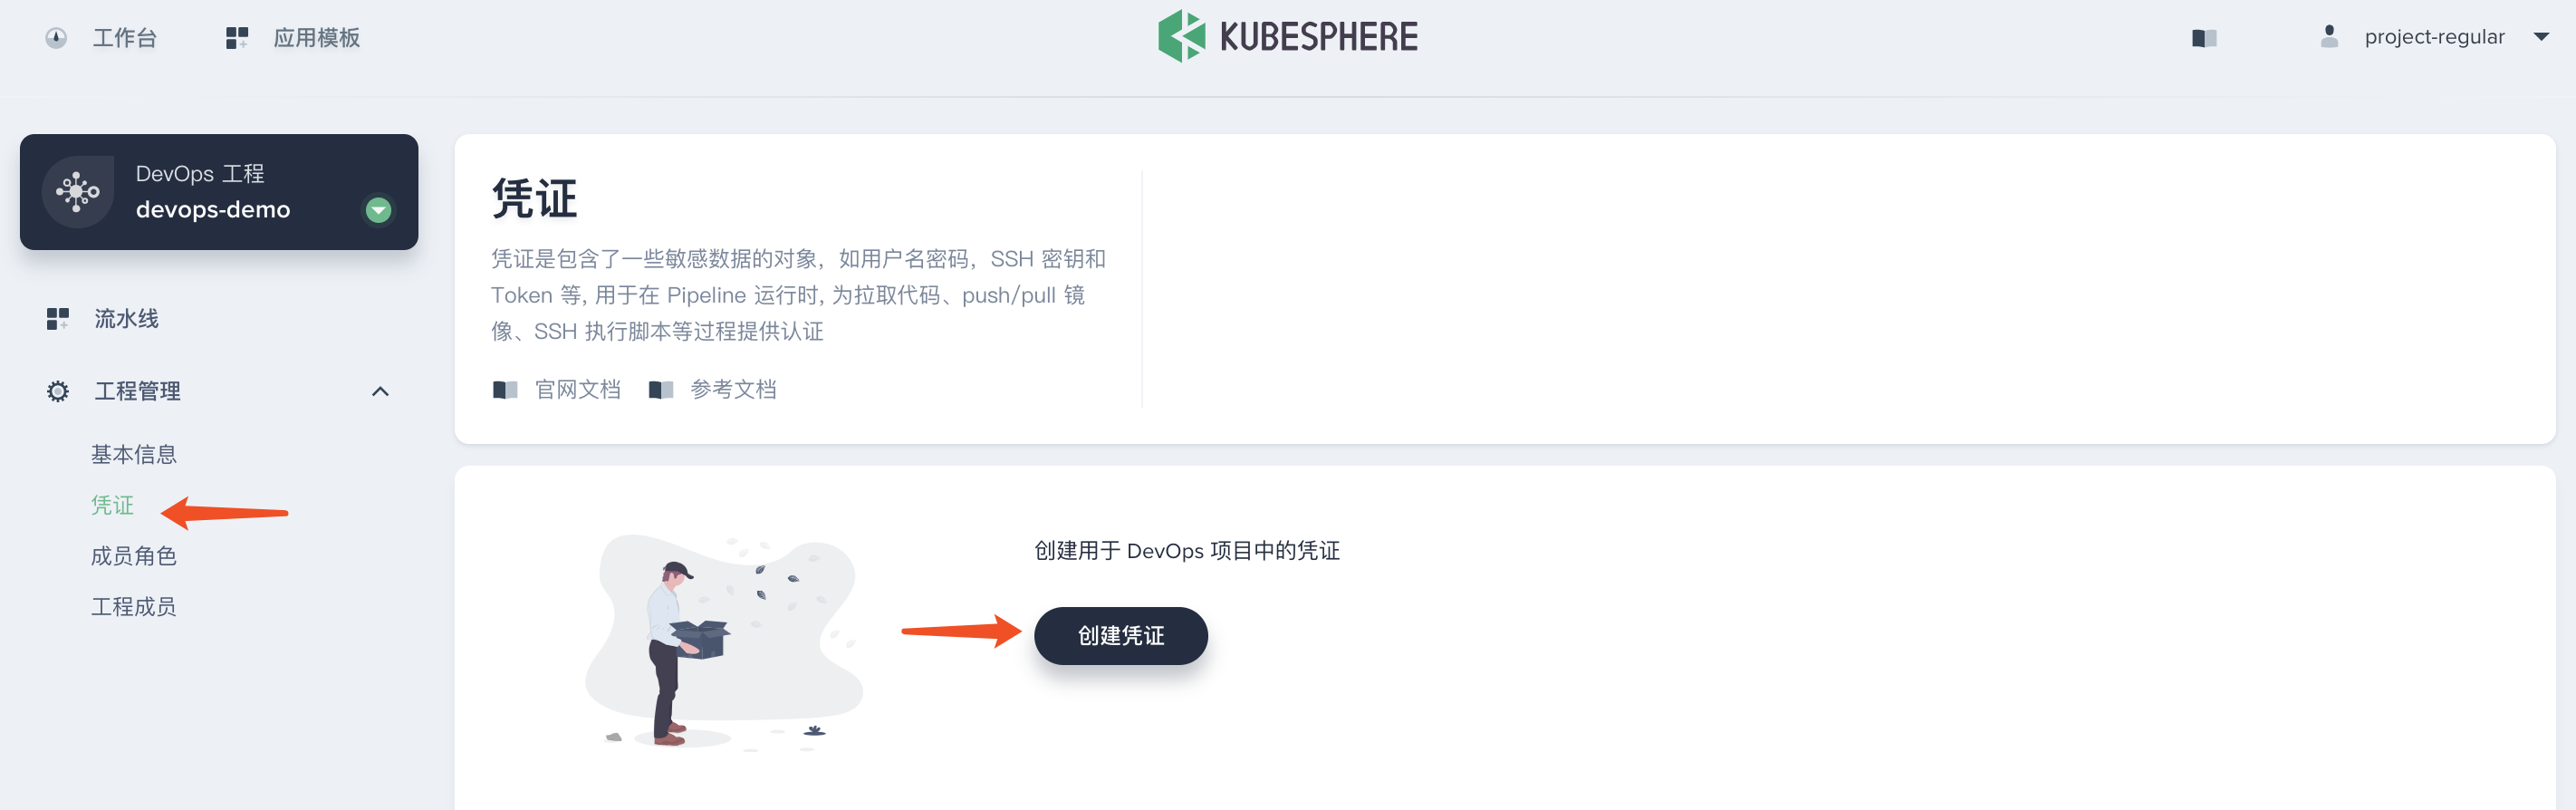 工作台
应用模板
KUBESPHERE
project-regular
DevOps 工程
devops-demo
流水线
工程管理
基本信息
凭证
成员角色
工程成员
凭证
凭证是包含了一些敏感数据的对象，如用户名密码，SSH 密钥和
Token 等, 用于在 Pipeline 运行时, 为拉取代码、push/pull 镜
像、SSH 执行脚本等过程提供认证
官网文档
参考文档
创建用于 DevOps 项目中的凭证
创建凭证